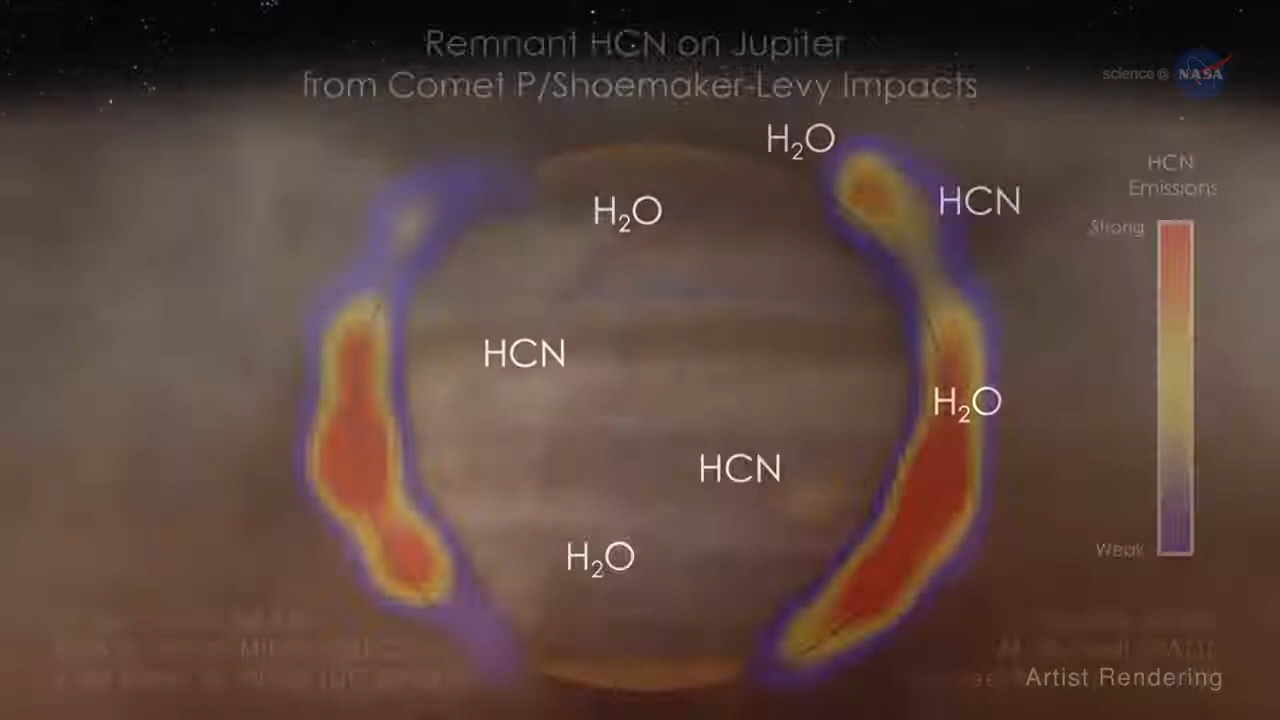 Remnant HCN on Jupiter
from Comet P/Shoemaker-Levy Impacts
science@ NASA
H₂O
HCN
Emissions
H₂O
HCN
Strong
HCN
H₂O
HCN
Weak
H₂O
Artist Rendering